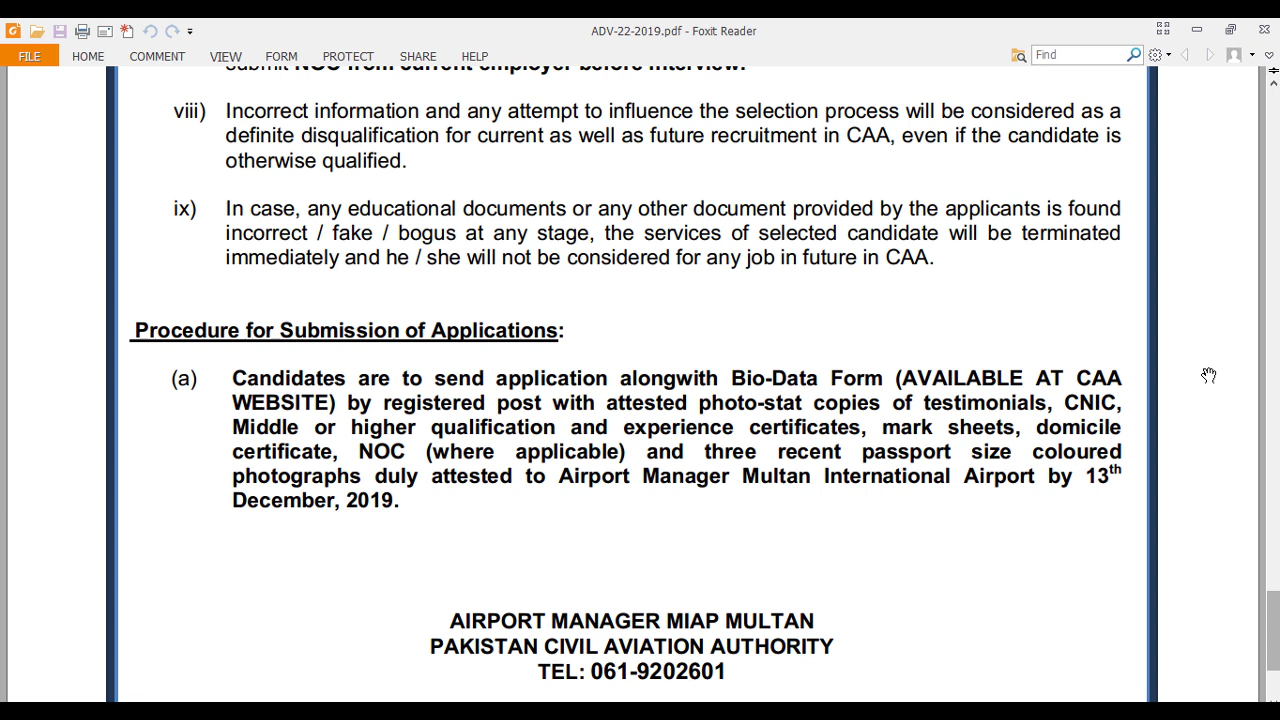 ADV-22-2019.pdf - Foxit Reader
FILE HOME COMMENT VIEW FORM PROTECT SHARE HELP Find
submit NOC from current employer before interview.
viii) Incorrect information and any attempt to influence the selection process will be considered as a
definite disqualification for current as well as future recruitment in CAA, even if the candidate is
otherwise qualified.
ix) In case, any educational documents or any other document provided by the applicants is found
incorrect / fake / bogus at any stage, the services of selected candidate will be terminated
immediately and he / she will not be considered for any job in future in CAA.
Procedure for Submission of Applications:
(a) Candidates are to send application alongwith Bio-Data Form (AVAILABLE AT CAA
WEBSITE) by registered post with attested photo-stat copies of testimonials, CNIC,
Middle or higher qualification and experience certificates, mark sheets, domicile
certificate, NOC (where applicable) and three recent passport size coloured
photographs duly attested to Airport Manager Multan International Airport by 13th
December, 2019.
AIRPORT MANAGER MIAP MULTAN
PAKISTAN CIVIL AVIATION AUTHORITY
TEL: 061-9202601